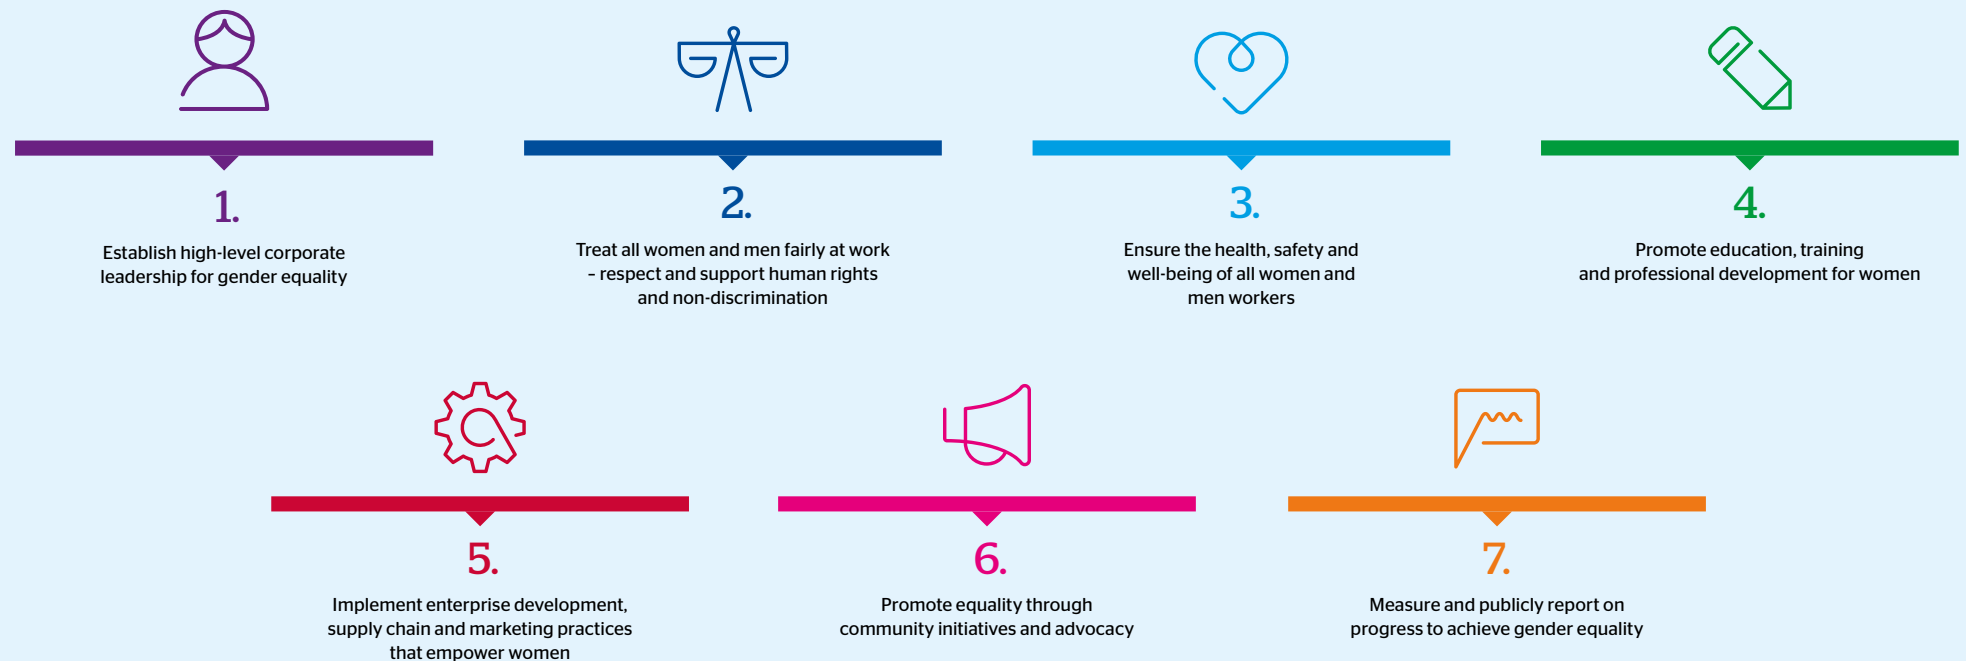 1.
Establish high-level corporate
leadership for gender equality
2.
Treat all women and men fairly at work
– respect and support human rights
and non-discrimination
3.
Ensure the health, safety and
well-being of all women and
men workers
4.
Promote education, training
and professional development for women
5.
Implement enterprise development,
supply chain and marketing practices
that empower women
6.
Promote equality through
community initiatives and advocacy
7.
Measure and publicly report on
progress to achieve gender equality